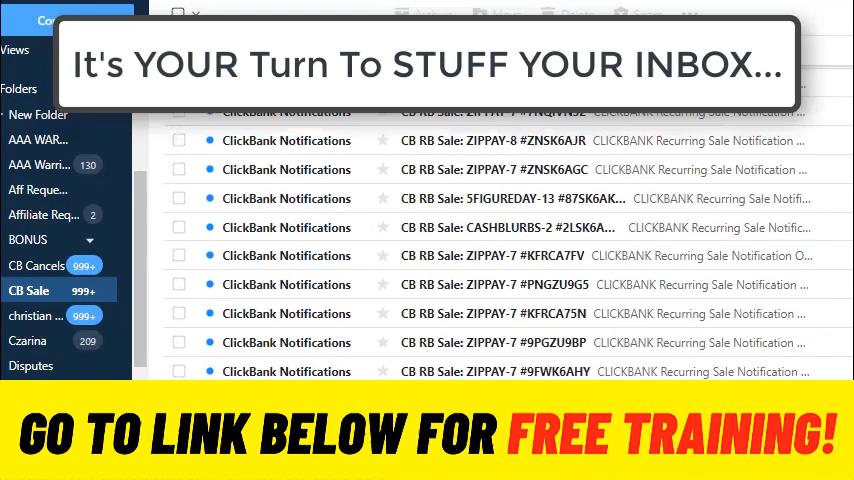 Co
It's YOUR Turn To STUFF YOUR INBOX...
Views
Folders
New Folder
AAA WAR...
AAA Warri... 130
Aff Reque...
Affiliate Req... 2
BONUS
CB Cancels 999+
CB Sale 999+
christian ... 999+
Czarina 209
Disputes
ClickBank Notifications CB RB Sale: ZIPPAY-8 #ZNSK6AJR CLICKBANK Recurring Sale Notification ...
ClickBank Notifications CB RB Sale: ZIPPAY-7 #ZNSK6AGC CLICKBANK Recurring Sale Notification ...
ClickBank Notifications CB RB Sale: 5FIGUREDAY-13 #87SK6AK... CLICKBANK Recurring Sale Notifi...
ClickBank Notifications CB RB Sale: CASHBLURBS-2 #2LSK6A... CLICKBANK Recurring Sale Notific...
ClickBank Notifications CB RB Sale: ZIPPAY-7 #KFRCA7FV CLICKBANK Recurring Sale Notification O...
ClickBank Notifications CB RB Sale: ZIPPAY-7 #PNGZU9G5 CLICKBANK Recurring Sale Notification ...
ClickBank Notifications CB RB Sale: ZIPPAY-7 #KFRCA75N CLICKBANK Recurring Sale Notification ...
ClickBank Notifications CB RB Sale: ZIPPAY-7 #9PGZU9BP CLICKBANK Recurring Sale Notification ...
ClickBank Notifications CB RB Sale: ZIPPAY-7 #9FWK6AHY CLICKBANK Recurring Sale Notification ...
GO TO LINK BELOW FOR FREE TRAINING!